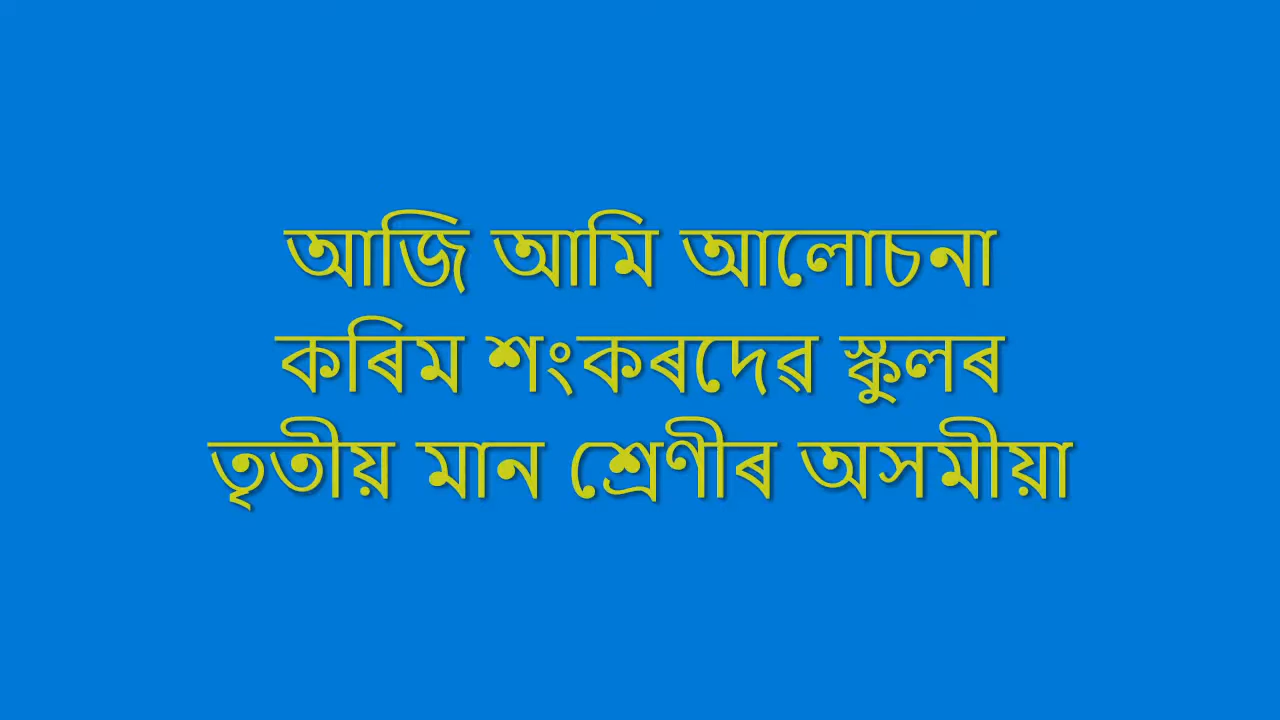 আজি আমি আলোচনা
কৰিম শংকৰদেৱ স্কুলৰ
তৃতীয় মান শ্ৰেণীৰ অসমীয়া